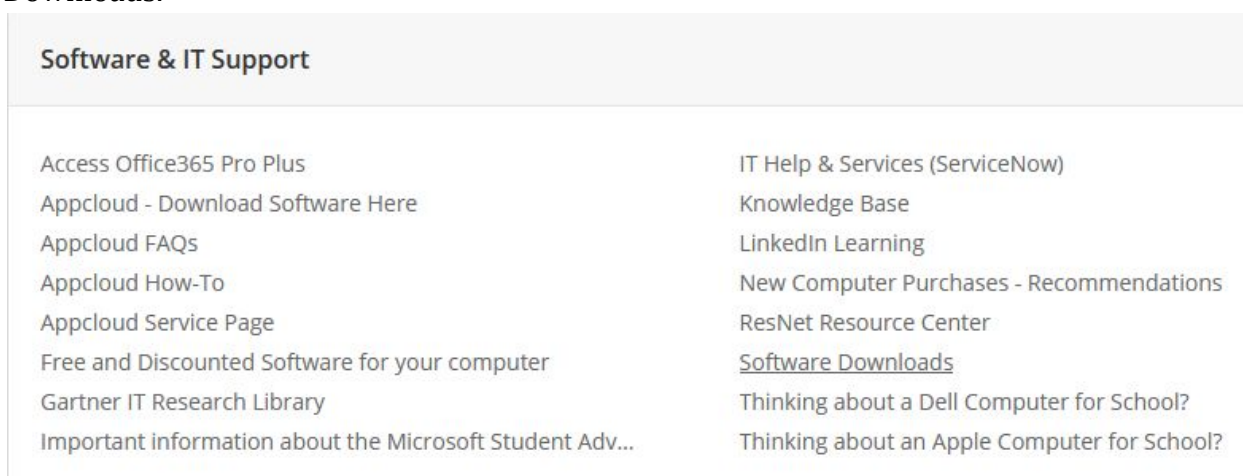 Downloads.
Software & IT Support
Access Office365 Pro Plus
Appcloud - Download Software Here
Appcloud FAQs
Appcloud How-To
Appcloud Service Page
Free and Discounted Software for your computer
Gartner IT Research Library
Important information about the Microsoft Student Adv...
IT Help & Services (ServiceNow)
Knowledge Base
LinkedIn Learning
New Computer Purchases - Recommendations
ResNet Resource Center
Software Downloads
Thinking about a Dell Computer for School?
Thinking about an Apple Computer for School?